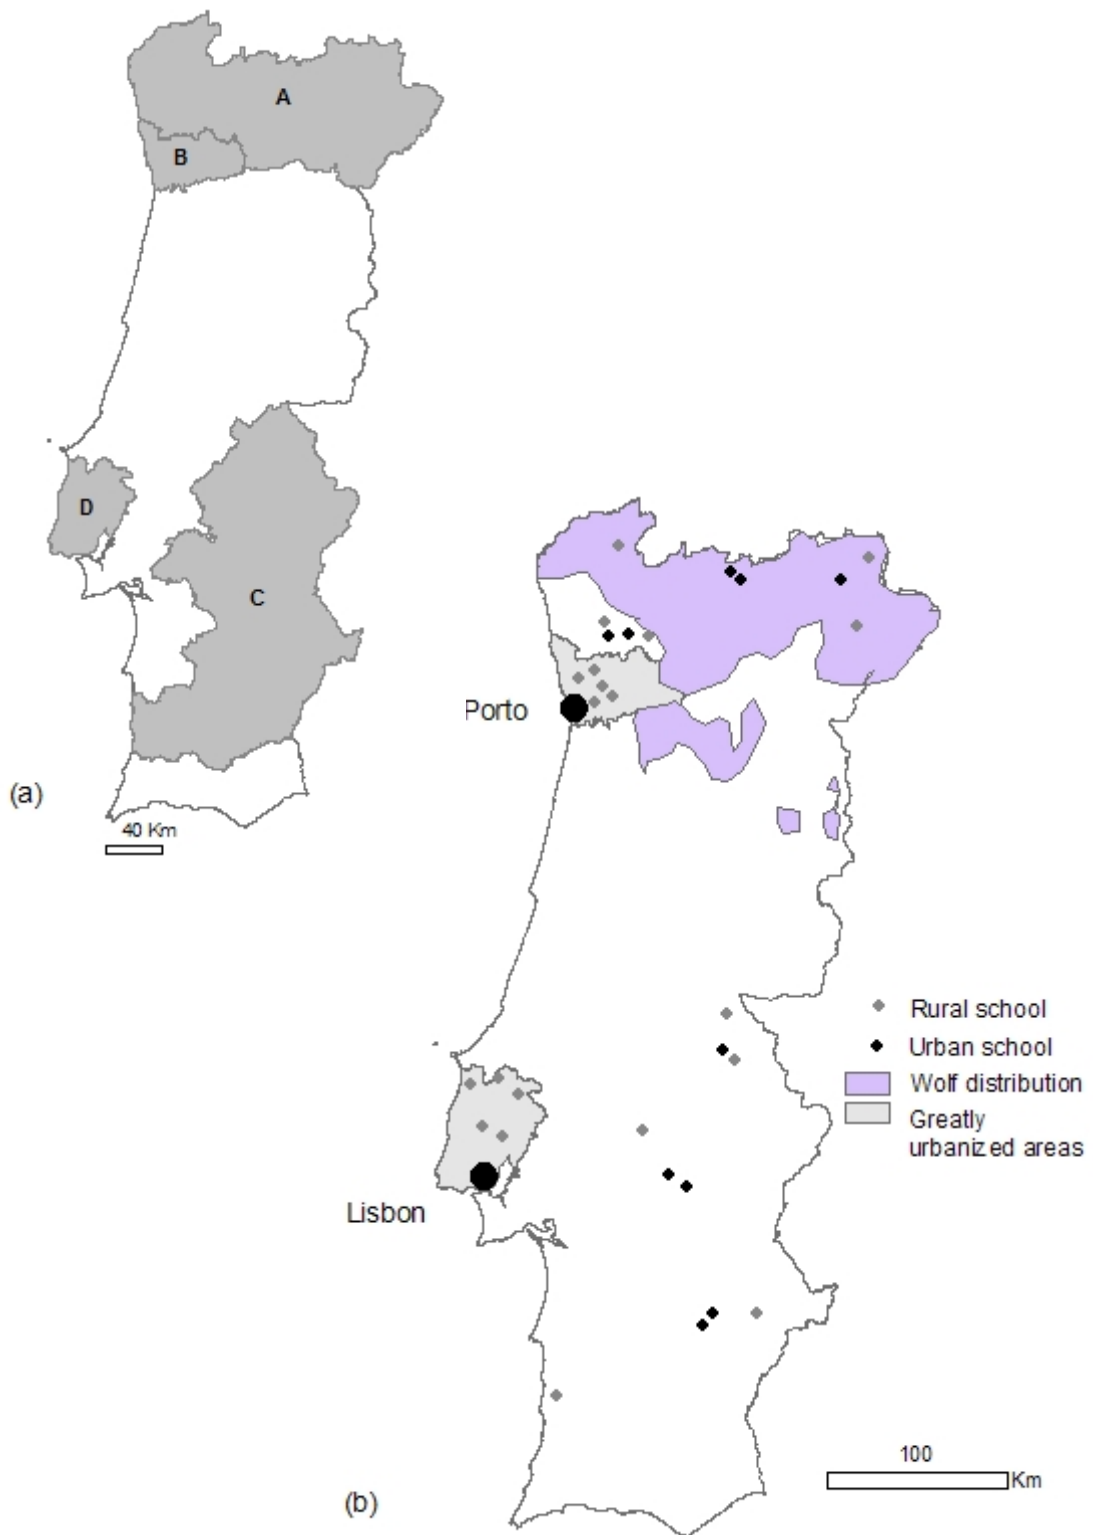 A
B
D
C
(a)
40 Km
Porto
Rural school
Urban school
Wolf distribution
Greatly
urbanized areas
Lisbon
100
Km
(b)